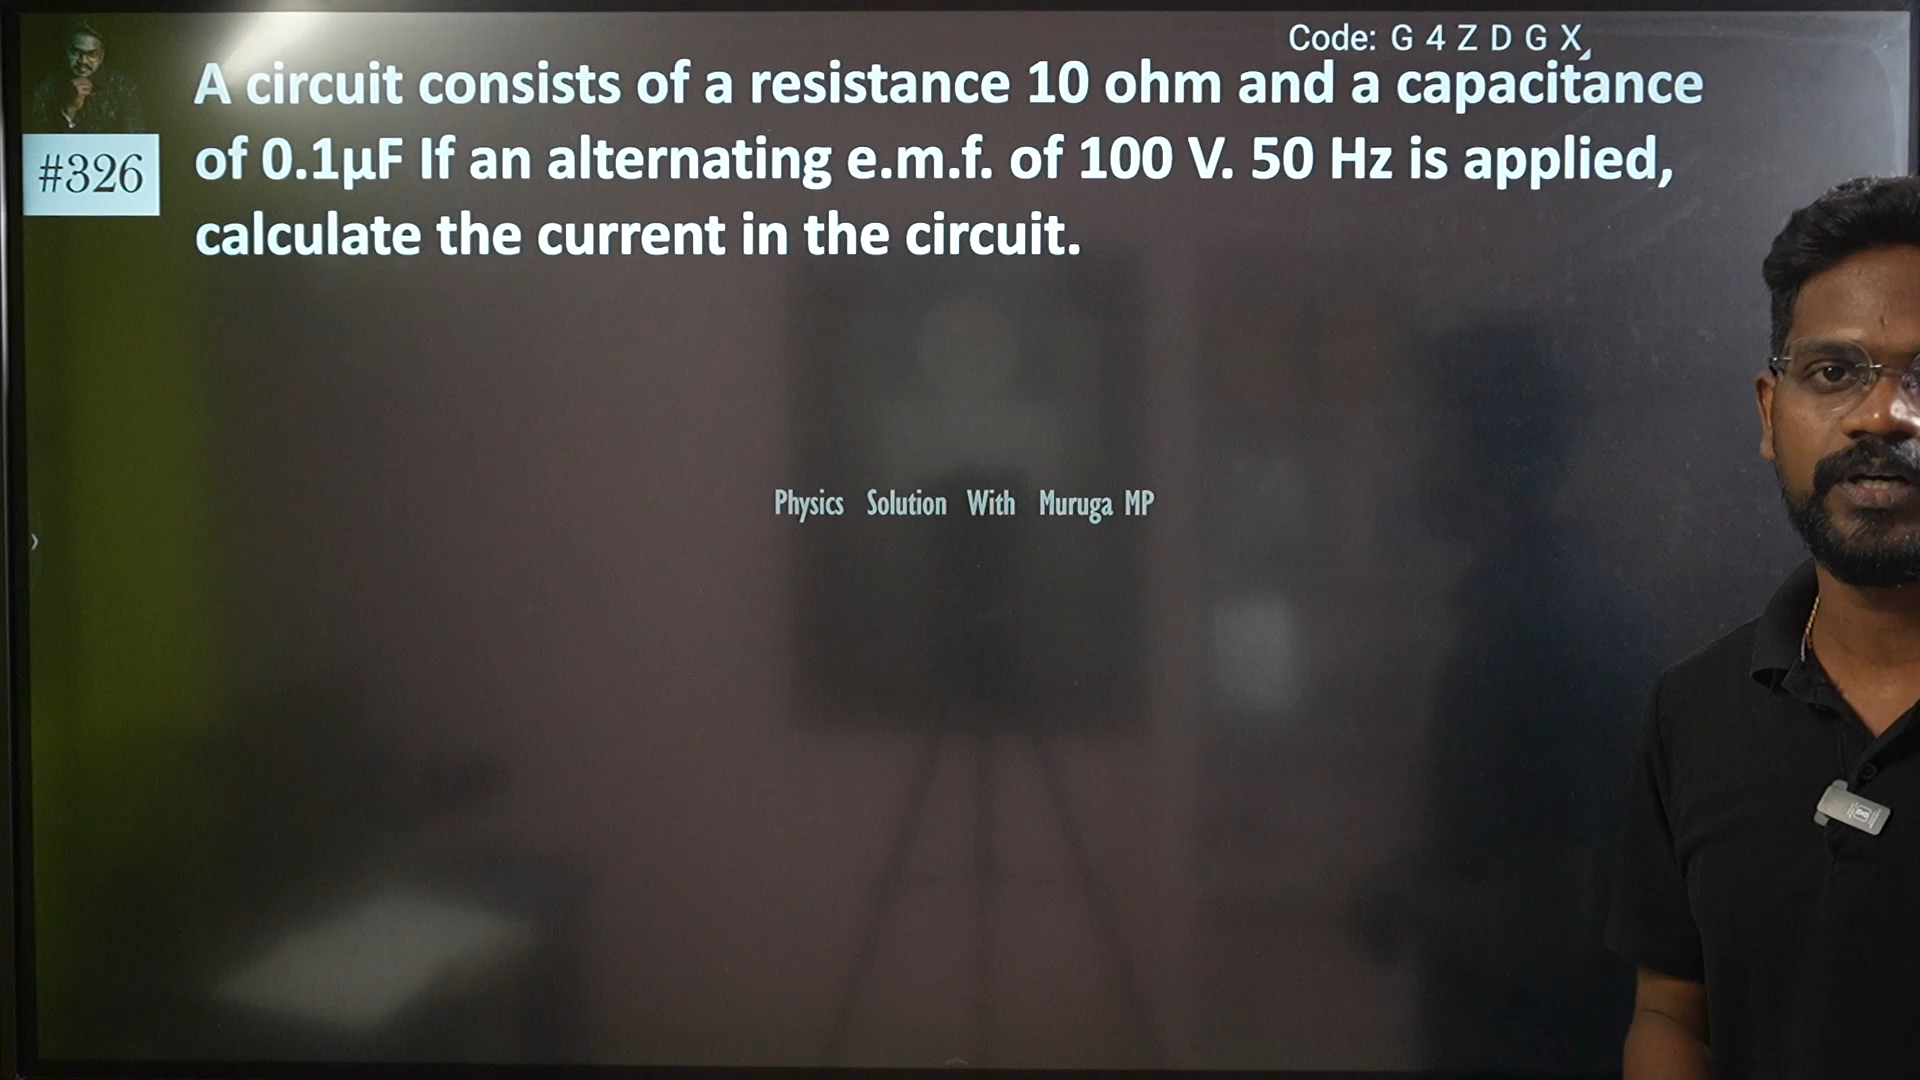 Code: G 4 Z D G X
A circuit consists of a resistance 10 ohm and a capacitance
#326
of 0.1µF If an alternating e.m.f. of 100 V. 50 Hz is applied,
calculate the current in the circuit.
Physics Solution With Muruga MP